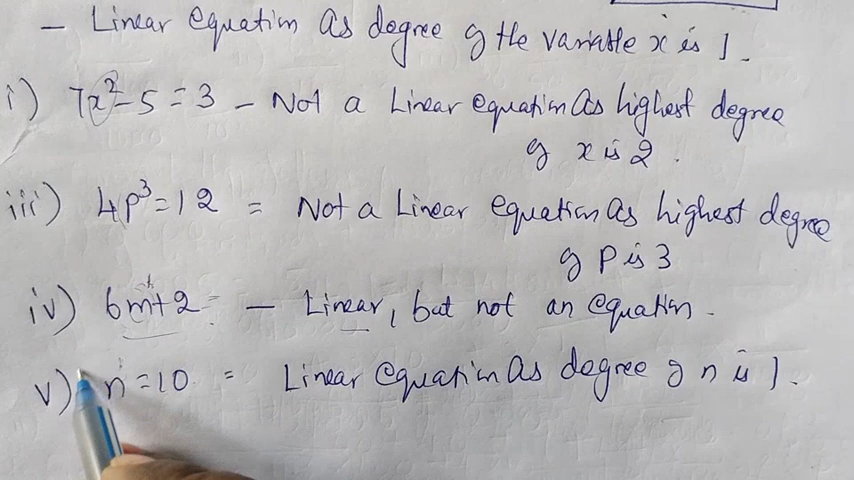 - Linear equation as degree of the variable x is 1.
i) 7x² - 5 = 3 - Not a Linear equation as highest degree
of x is 2.
iii) 4p³ = 12 = Not a Linear equation as highest degree
of p is 3
iv) 6m + 2 = - Linear, but not an equation.
v) n¹ = 10 = Linear equation as degree of n is 1.